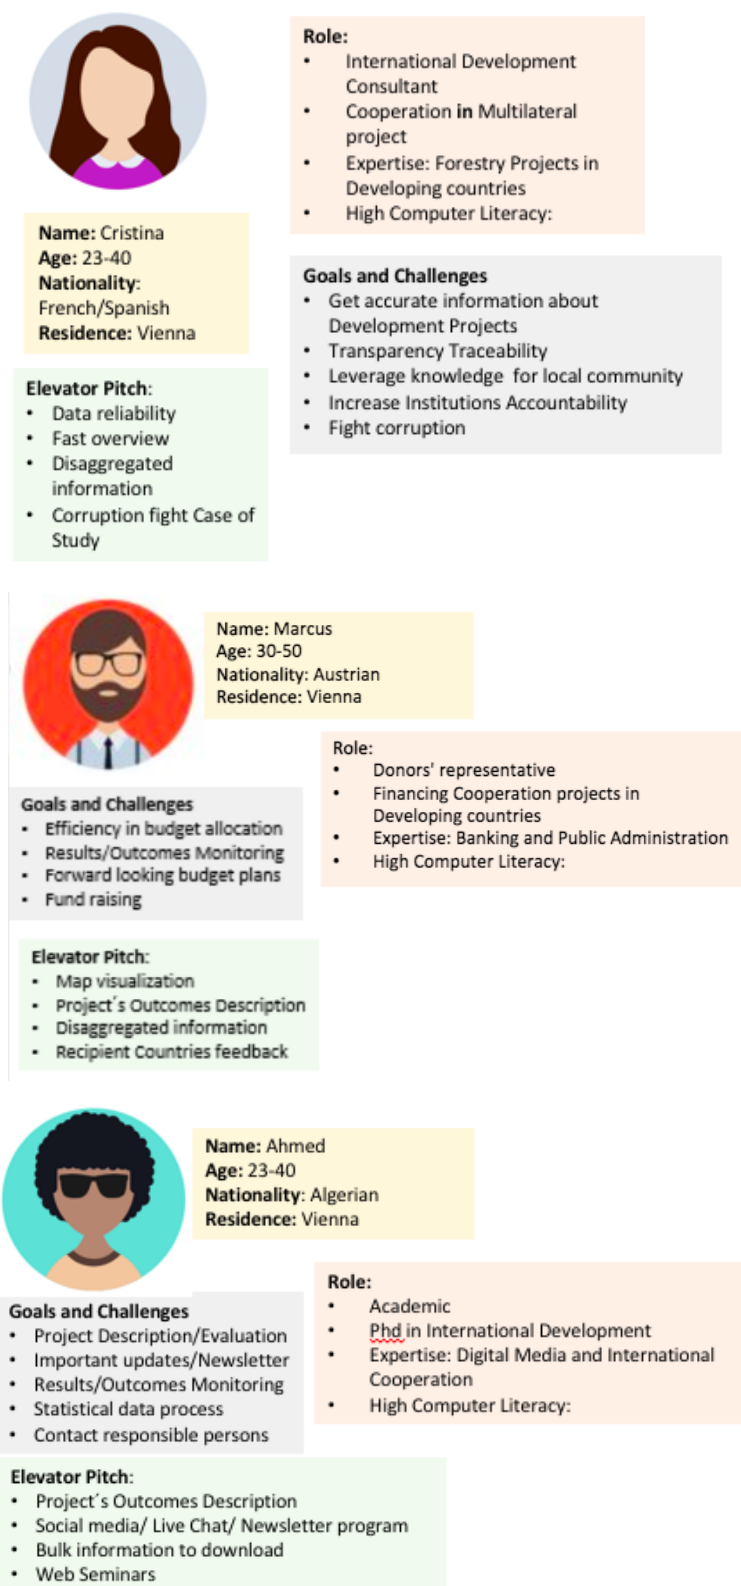 Role:
• International Development
Consultant
• Cooperation in Multilateral
project
• Expertise: Forestry Projects in
Developing countries
• High Computer Literacy:
Name: Cristina
Age: 23-40
Nationality:
French/Spanish
Residence: Vienna
Goals and Challenges
• Get accurate information about
Development Projects
• Transparency Traceability
• Leverage knowledge for local community
• Increase Institutions Accountability
• Fight corruption
Elevator Pitch:
• Data reliability
• Fast overview
• Disaggregated
information
• Corruption fight Case of
Study
Name: Marcus
Age: 30-50
Nationality: Austrian
Residence: Vienna
Role:
• Donors' representative
• Financing Cooperation projects in
Developing countries
• Expertise: Banking and Public Administration
• High Computer Literacy:
Goals and Challenges
• Efficiency in budget allocation
• Results/Outcomes Monitoring
• Forward looking budget plans
• Fund raising
Elevator Pitch:
• Map visualization
• Project´s Outcomes Description
• Disaggregated information
• Recipient Countries feedback
Name: Ahmed
Age: 23-40
Nationality: Algerian
Residence: Vienna
Role:
• Academic
• Phd in International Development
• Expertise: Digital Media and International
Cooperation
• High Computer Literacy:
Goals and Challenges
• Project Description/Evaluation
• Important updates/Newsletter
• Results/Outcomes Monitoring
• Statistical data process
• Contact responsible persons
Elevator Pitch:
• Project´s Outcomes Description
• Social media/ Live Chat/ Newsletter program
• Bulk information to download
• Web Seminars